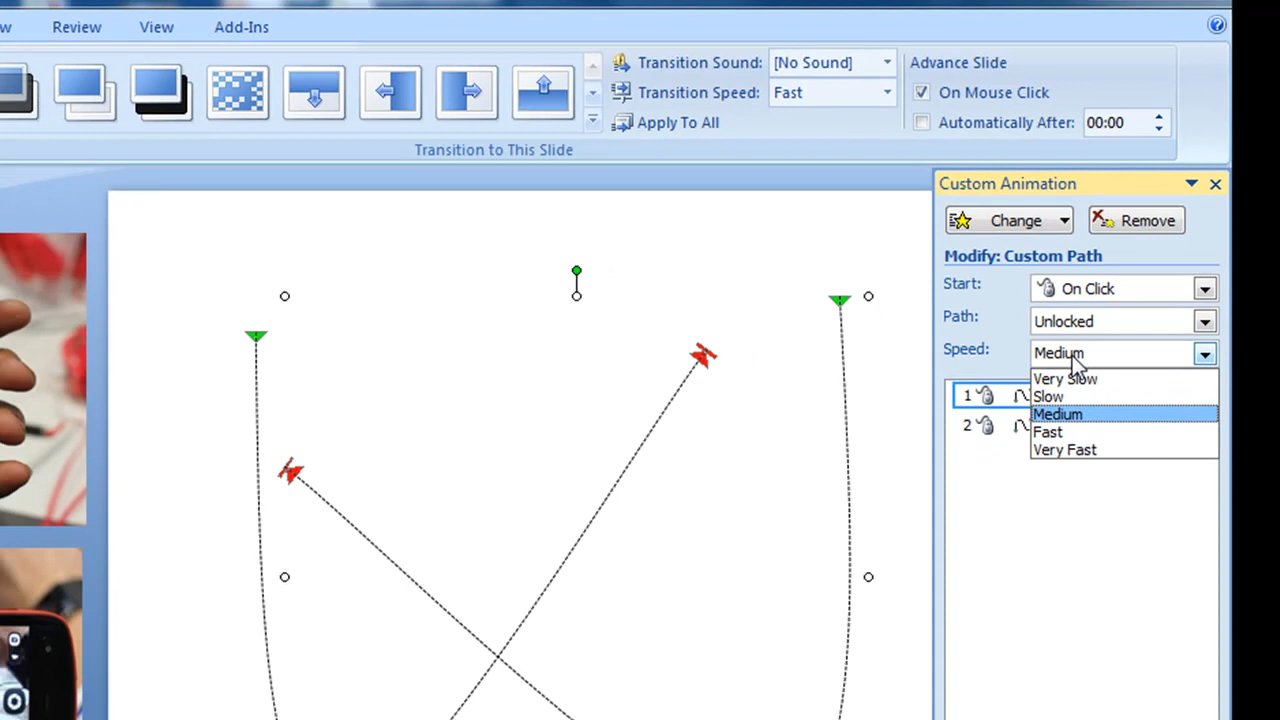 w Review View Add-Ins
Transition Sound: [No Sound] Advance Slide
Transition Speed: Fast On Mouse Click
Apply To All Automatically After: 00:00
Transition to This Slide
Custom Animation
Change Remove
Modify: Custom Path
Start: On Click
Path: Unlocked
Speed: Medium
Very Slow
1 Slow
Medium
2 Fast
Very Fast